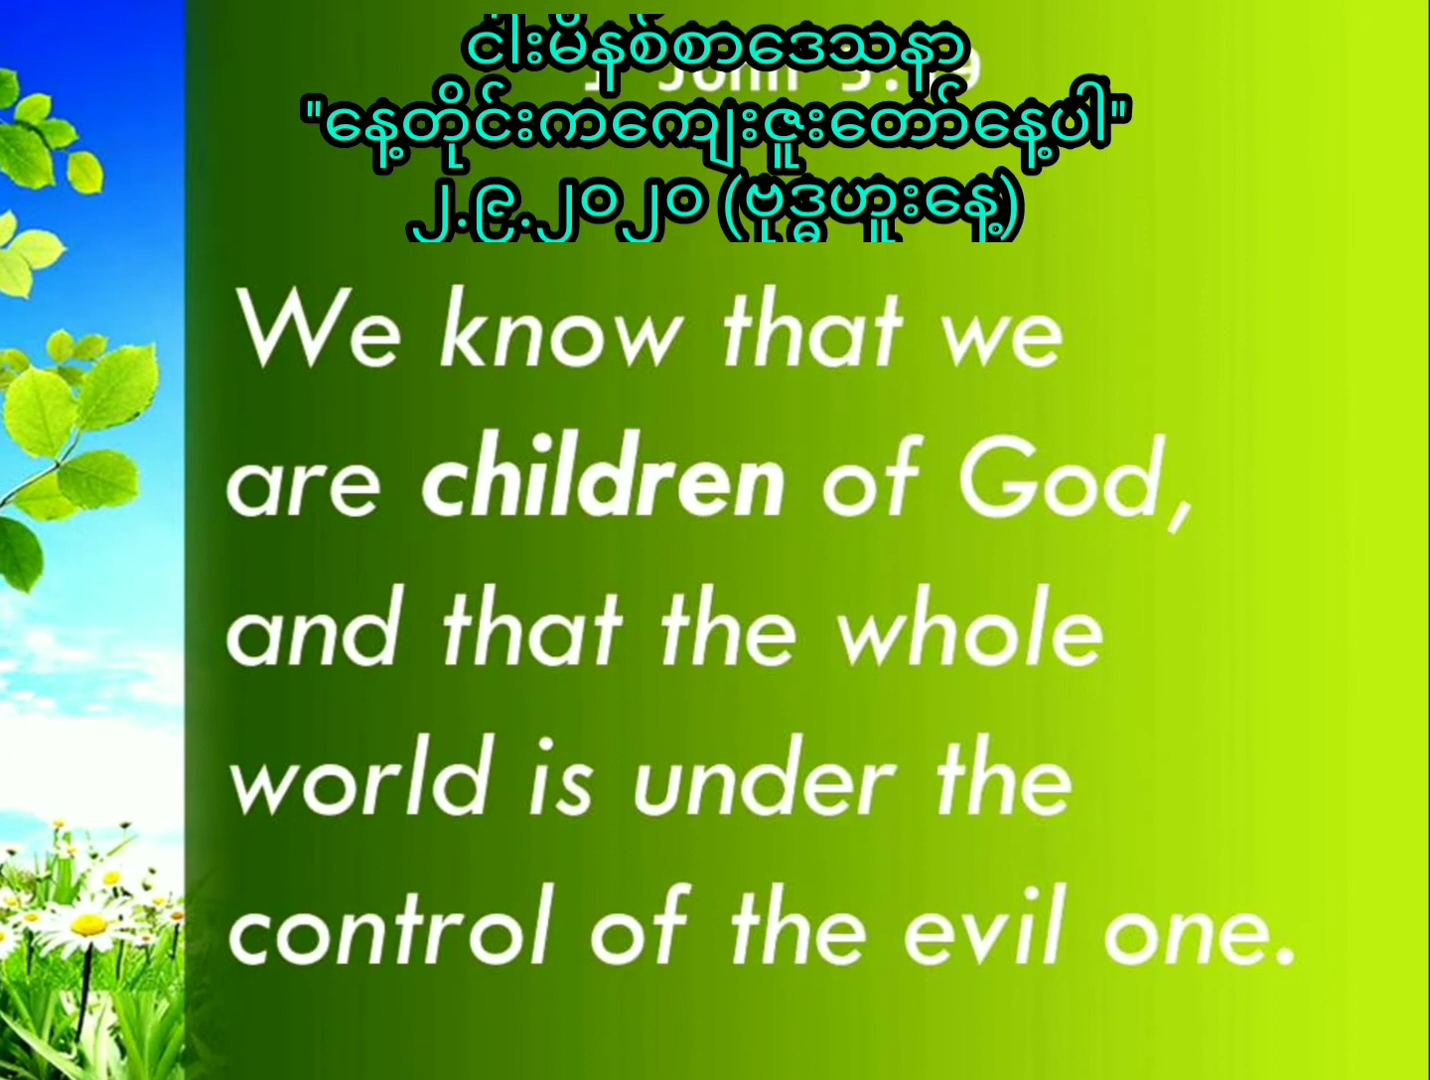 ငါးမိနစ်စာဒေသနာ
"နေ့တိုင်းကကျေးဇူးတော်နေ့ပါ"
၂.၉.၂၀၂၀ (ဗုဒ္ဓဟူးနေ့)
We know that we
are children of God,
and that the whole
world is under the
control of the evil one.